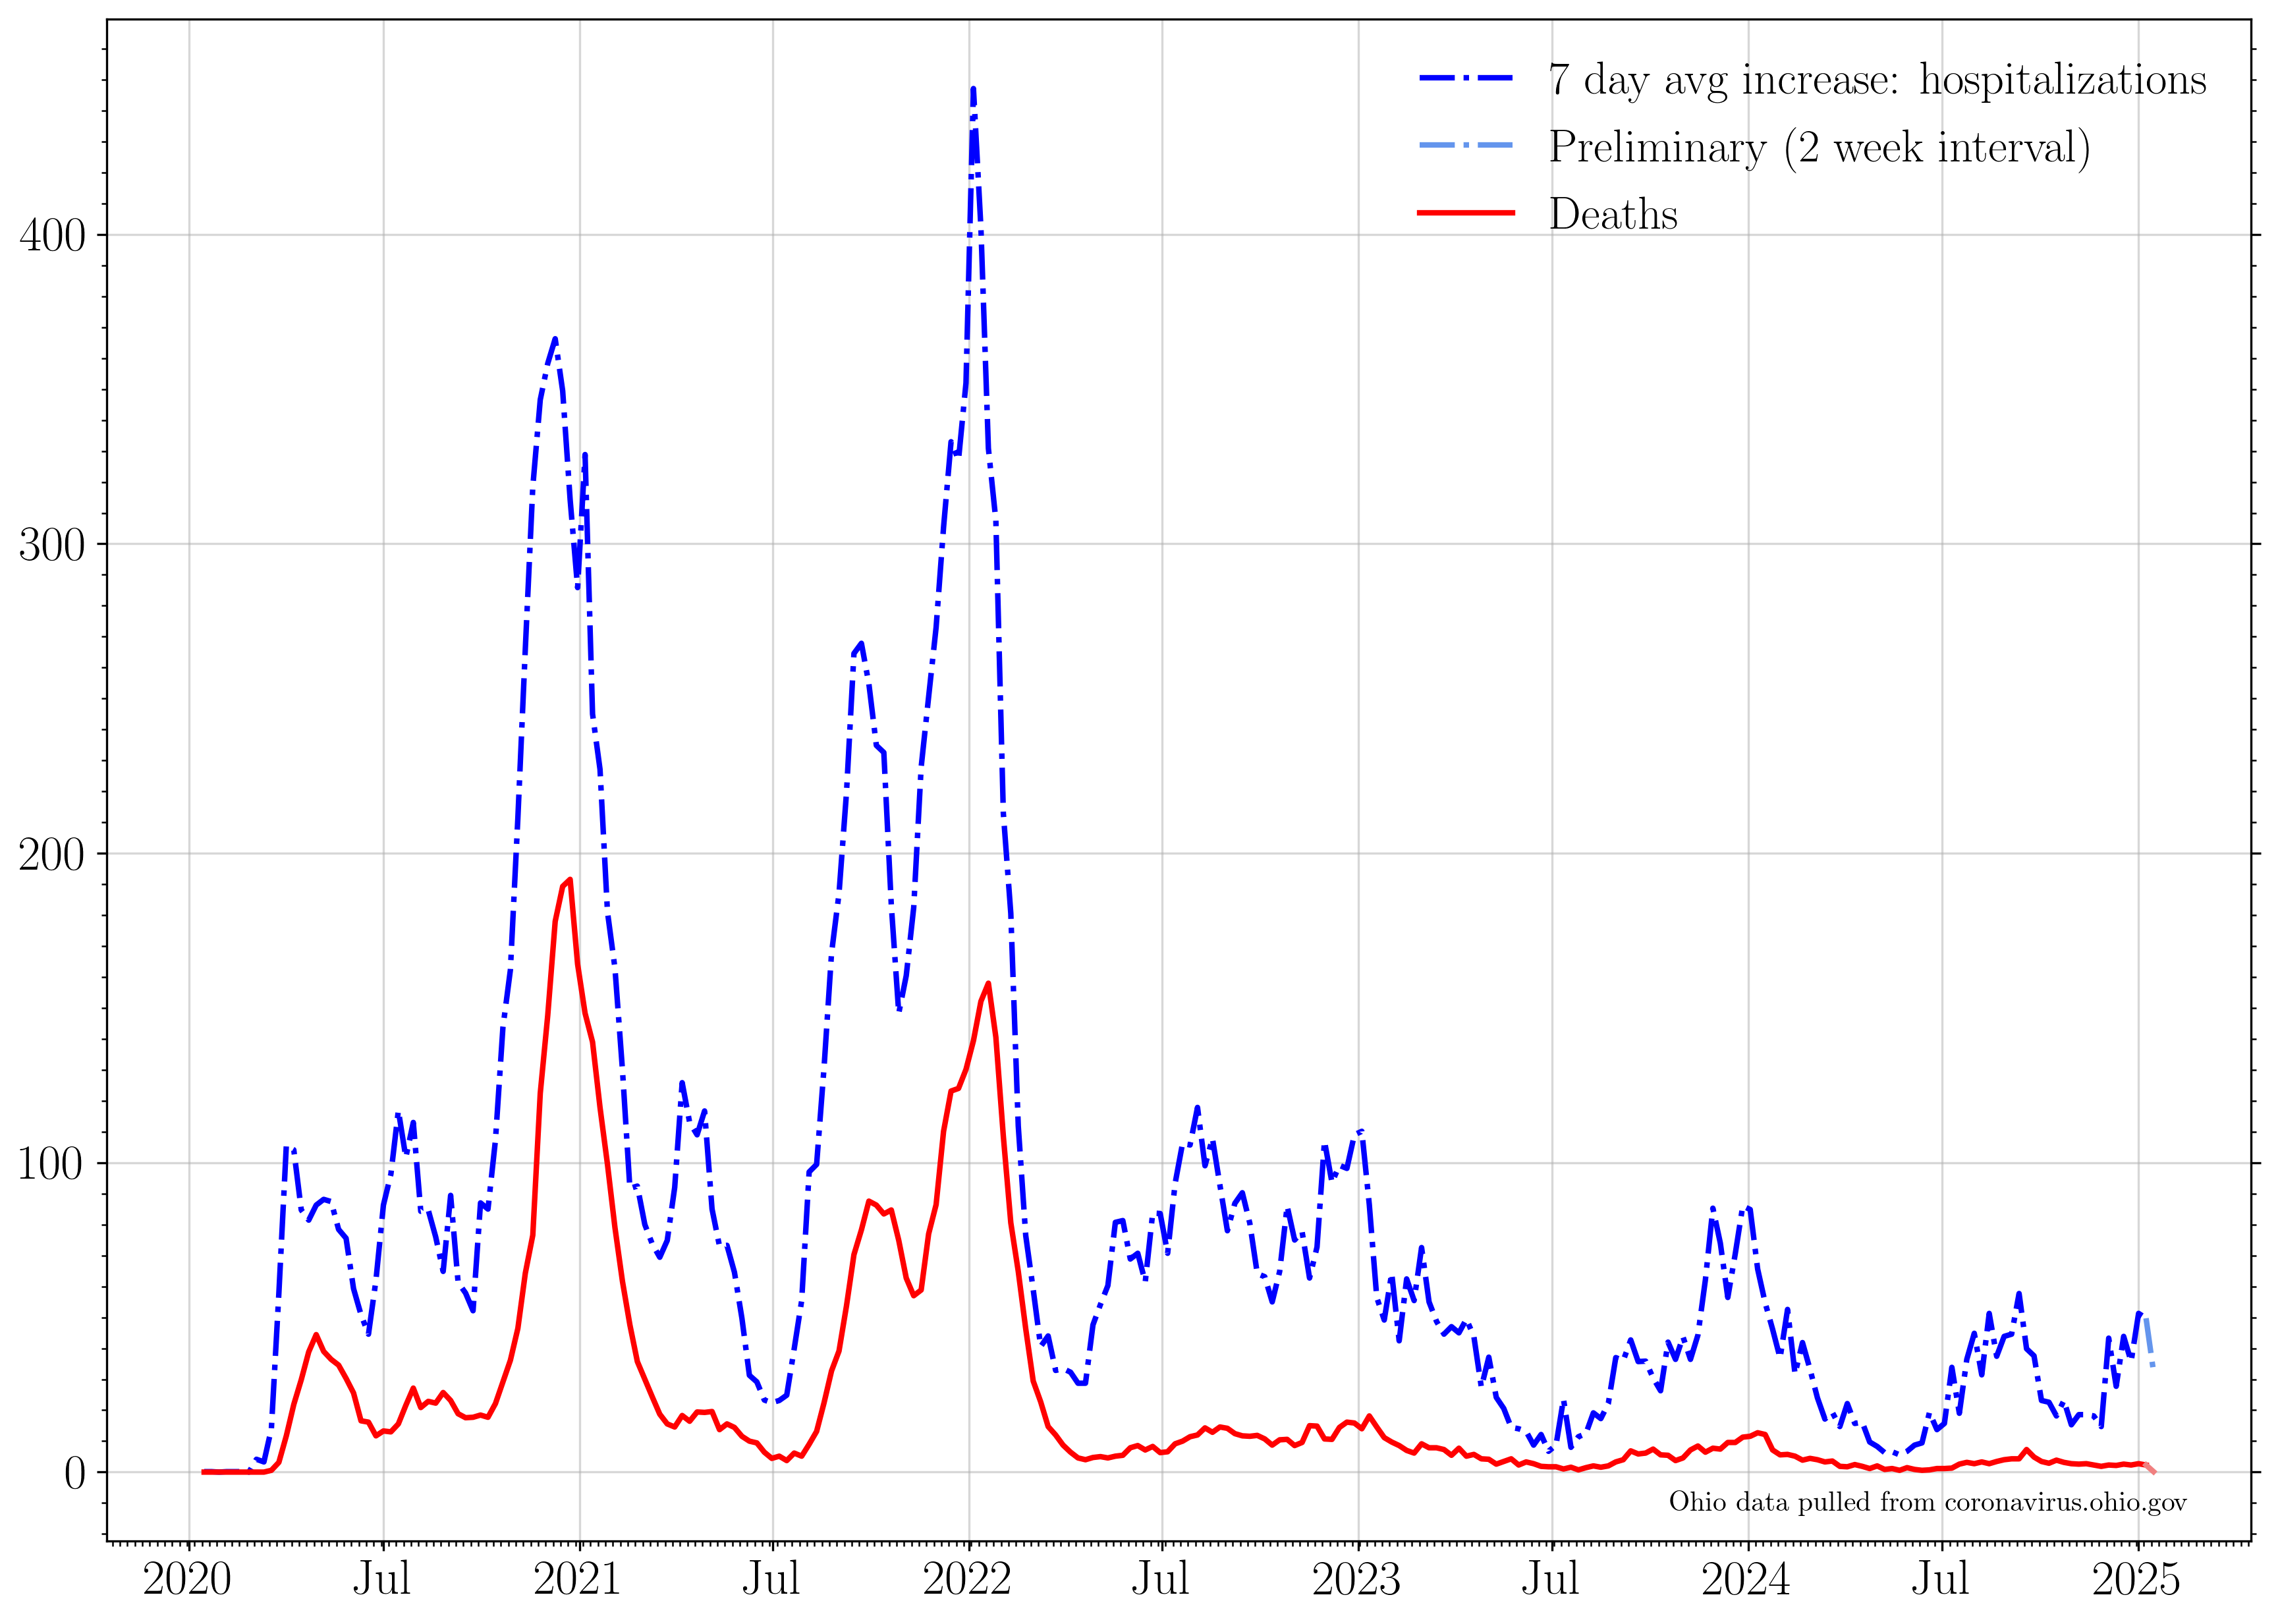 7 day avg increase: hospitalizations
Preliminary (2 week interval)
Deaths
400
300
200
100
0
Ohio data pulled from coronavirus.ohio.gov
2020 Jul 2021 Jul 2022 Jul 2023 Jul 2024 Jul 2025